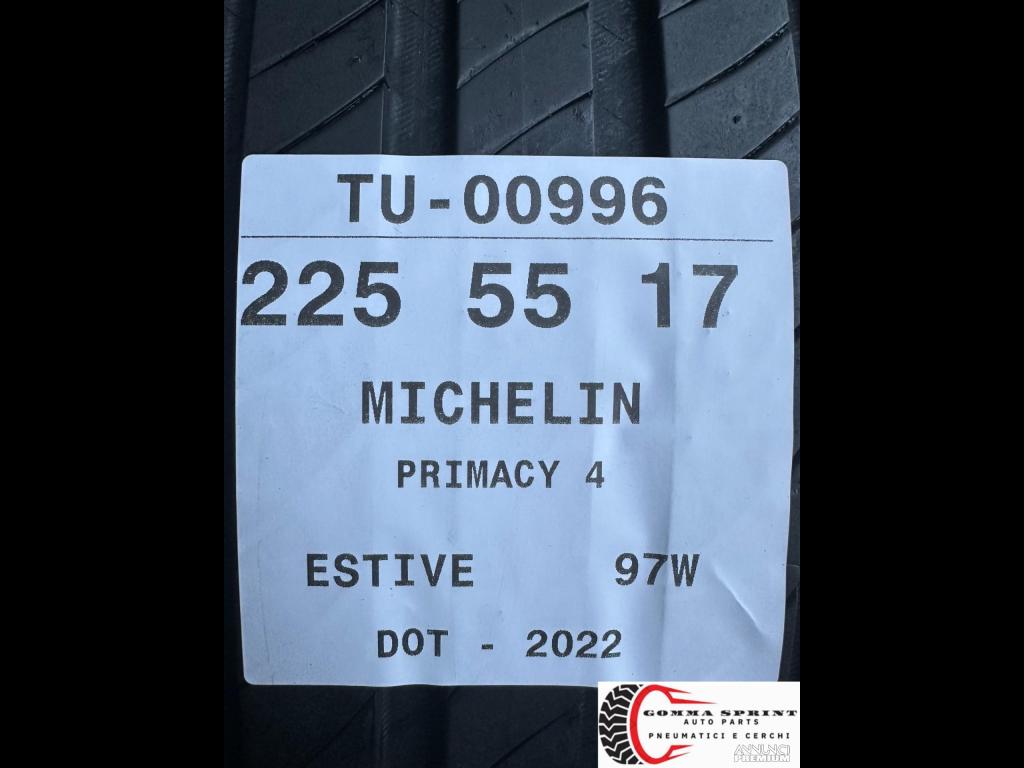 TU-00996
225 55 17
MICHELIN
PRIMACY 4
ESTIVE 97W
DOT - 2022
GOMMA SPRINT
AUTO PARTS
PNEUMATICI E CERCHI
ANNUNCI
PREMIUM